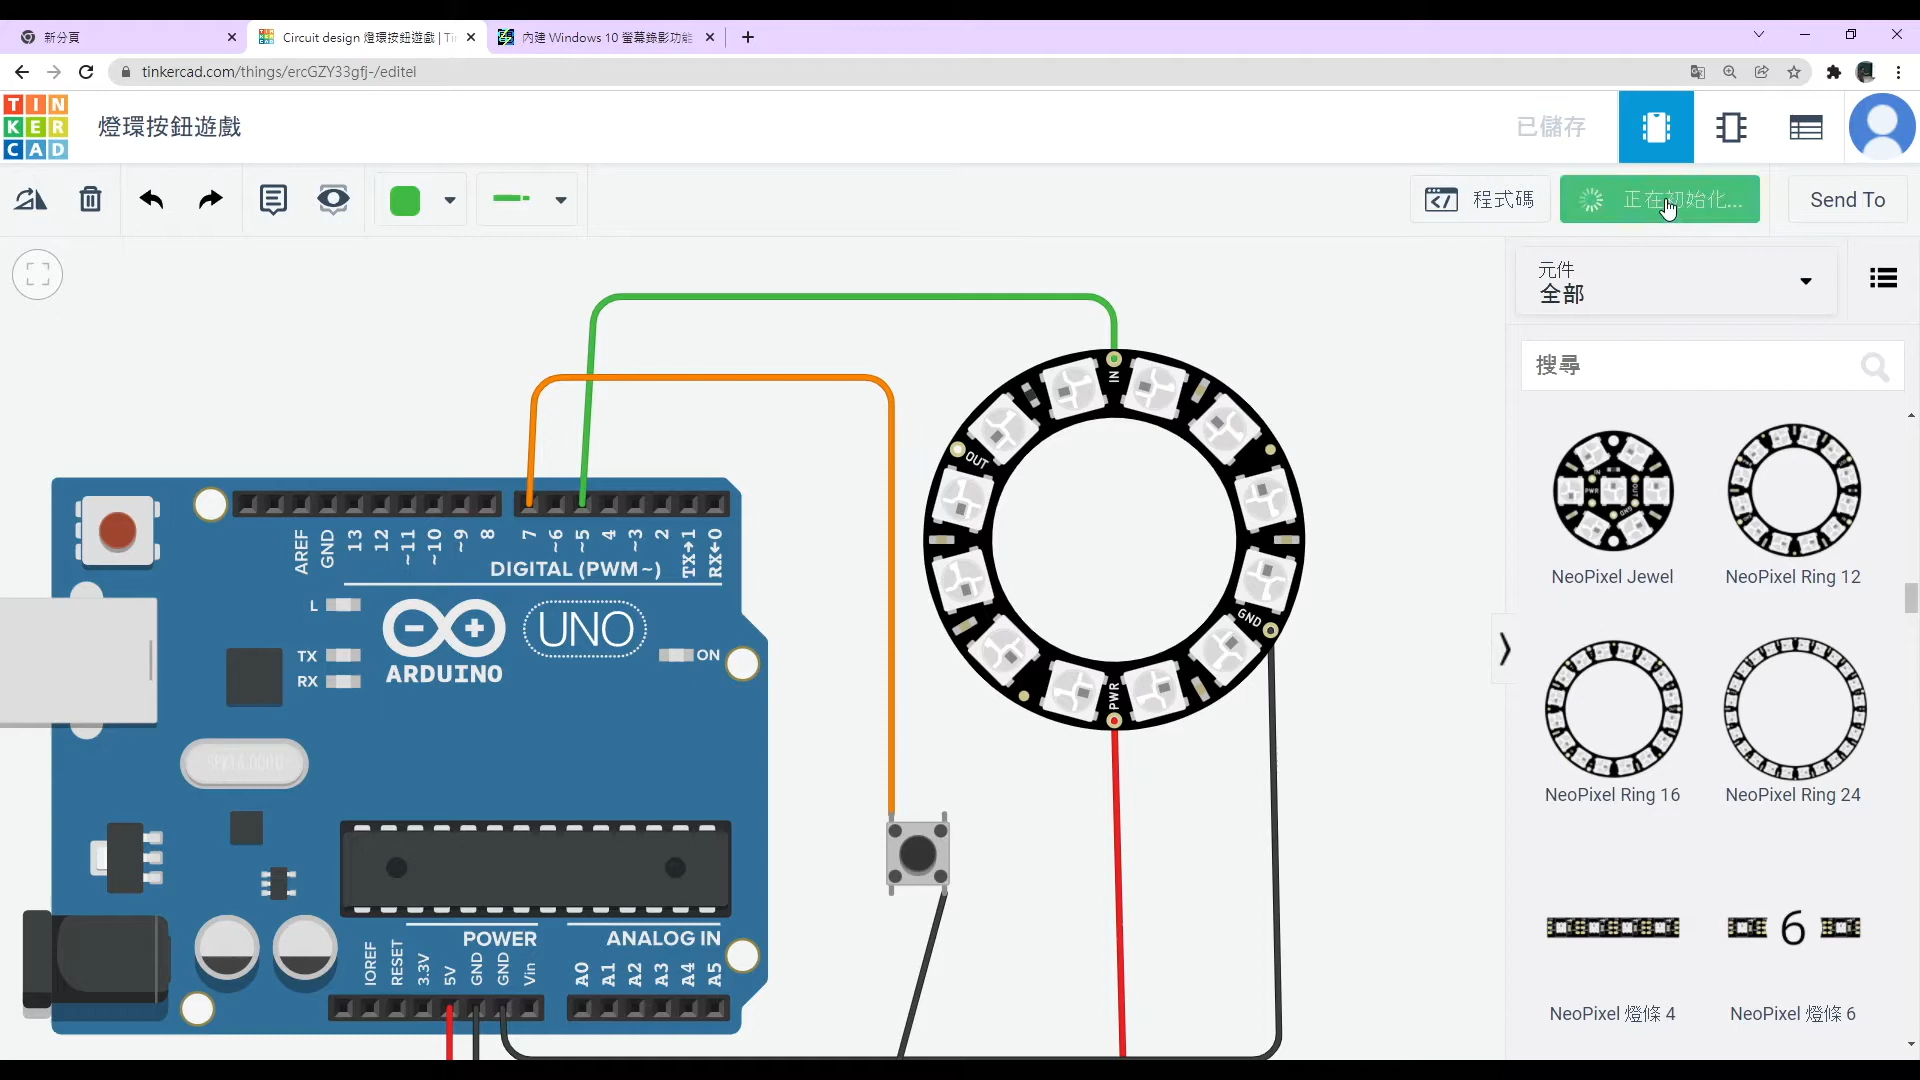 新分頁
Circuit design 燈環按鈕遊戲 | Tin
內建 Windows 10 螢幕錄影功能
tinkercad.com/things/ercGZY33gfj-/editel
TIN
KER
CAD
燈環按鈕遊戲
已儲存
程式碼
正在初始化...
Send To
元件
全部
搜尋
IN
OUT
GND
PWR
AREF
GND
13
12
~11
~10
~9
8
7
~6
~5
4
~3
2
TX→1
RX←0
DIGITAL (PWM ~)
L
TX
RX
UNO
ON
ARDUINO
POWER
ANALOG IN
IOREF
RESET
3.3V
5V
GND
GND
Vin
A0
A1
A2
A3
A4
A5
NeoPixel Jewel
NeoPixel Ring 12
NeoPixel Ring 16
NeoPixel Ring 24
6
NeoPixel 燈條 4
NeoPixel 燈條 6